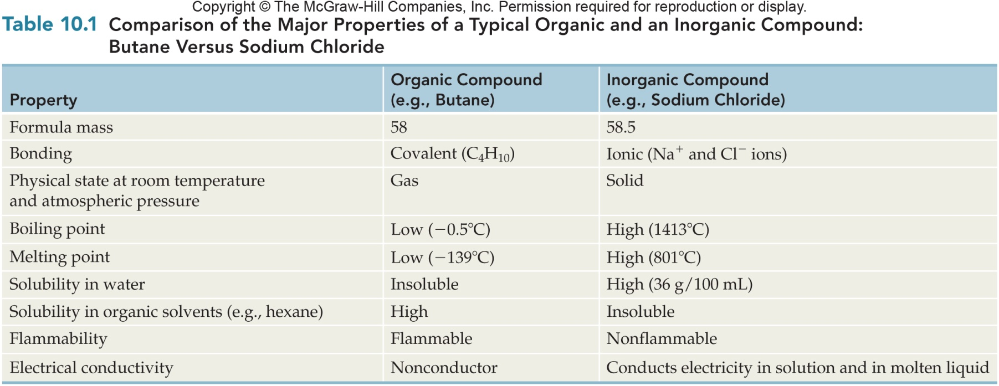 Copyright © The McGraw-Hill Companies, Inc. Permission required for reproduction or display.
Table 10.1 Comparison of the Major Properties of a Typical Organic and an Inorganic Compound:
Butane Versus Sodium Chloride
Property Organic Compound (e.g., Butane) Inorganic Compound (e.g., Sodium Chloride)
Formula mass 58 58.5
Bonding Covalent (C₄H₁₀) Ionic (Na⁺ and Cl⁻ ions)
Physical state at room temperature Gas Solid
and atmospheric pressure
Boiling point Low (−0.5°C) High (1413°C)
Melting point Low (−139°C) High (801°C)
Solubility in water Insoluble High (36 g/100 mL)
Solubility in organic solvents (e.g., hexane) High Insoluble
Flammability Flammable Nonflammable
Electrical conductivity Nonconductor Conducts electricity in solution and in molten liquid